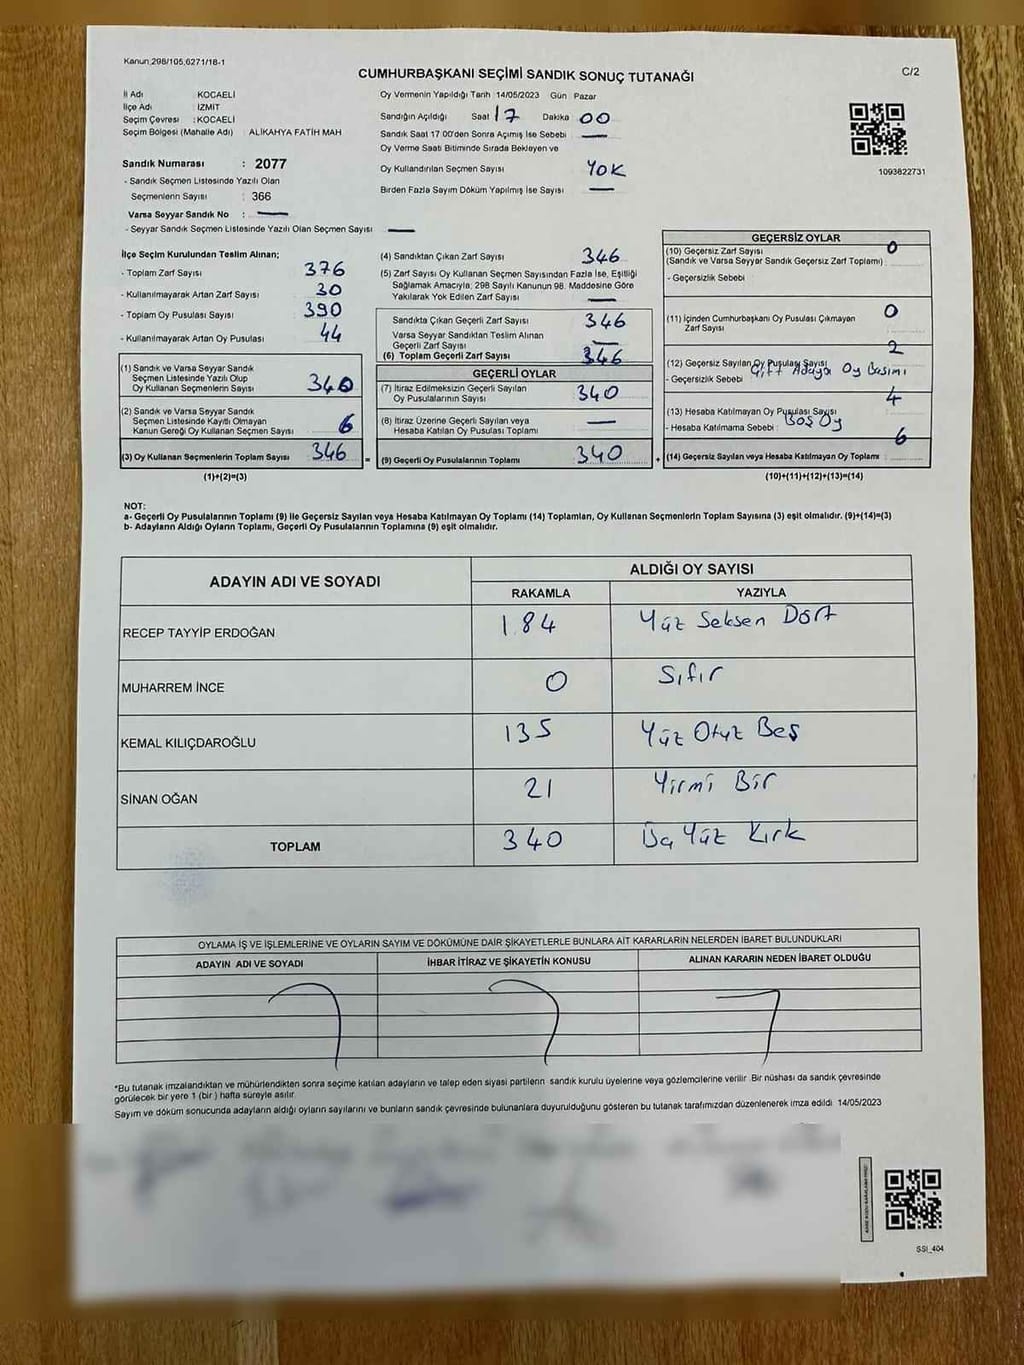 Kanun,298/105,6271/18-1
CUMHURBAŞKANI SEÇİMİ SANDIK SONUÇ TUTANAĞI
C/2
İl Adı KOCAELİ
İlçe Adı : İZMİT
Seçim Çevresi : KOCAELİ
Seçim Bölgesi (Mahalle Adı) ALİKAHYA FATİH MAH
Sandık Numarası : 2077
- Sandık Seçmen Listesinde Yazılı Olan
Seçmenlerin Sayısı : 366
Varsa Seyyar Sandık No : —
- Seyyar Sandık Seçmen Listesinde Yazılı Olan Seçmen Sayısı —
Oy Vermenin Yapıldığı Tarih 14/05/2023 Gün Pazar
Sandığın Açıldığı Saat 17 Dakika 00
Sandık Saat 17:00'den Sonra Açılmış İse Sebebi —
Oy Verme Saati Bitiminde Sırada Bekleyen ve
Oy Kullandırılan Seçmen Sayısı YOK
Birden Fazla Sayım Döküm Yapılmış İse Sayısı —
1093822731
İlçe Seçim Kurulundan Teslim Alınan;
- Toplam Zarf Sayısı 376
- Kullanılmayarak Artan Zarf Sayısı 30
- Toplam Oy Pusulası Sayısı 390
- Kullanılmayarak Artan Oy Pusulası 44
(1) Sandık ve Varsa Seyyar Sandık
Seçmen Listesinde Yazılı Olup
Oy Kullanan Seçmenlerin Sayısı 340
(2) Sandık ve Varsa Seyyar Sandık
Seçmen Listesinde Kayıtlı Olmayan
Kanun Gereği Oy Kullanan Seçmen Sayısı 6
(3) Oy Kullanan Seçmenlerin Toplam Sayısı 346
(1)+(2)=(3)
(4) Sandıktan Çıkan Zarf Sayısı 346
(5) Zarf Sayısı Oy Kullanan Seçmen Sayısından Fazla İse, Eşitliği
Sağlamak Amacıyla, 298 Sayılı Kanunun 98. Maddesine Göre
Yakılarak Yok Edilen Zarf Sayısı —
Sandıkta Çıkan Geçerli Zarf Sayısı 346
Varsa Seyyar Sandıktan Teslim Alınan
Geçerli Zarf Sayısı —
(6) Toplam Geçerli Zarf Sayısı 346
GEÇERLİ OYLAR
(7) İtiraz Edilmeksizin Geçerli Sayılan
Oy Pusulalarının Sayısı 340
(8) İtiraz Üzerine Geçerli Sayılan veya
Hesaba Katılan Oy Pusulası Toplamı —
= (9) Geçerli Oy Pusulalarının Toplamı 340 +
GEÇERSİZ OYLAR
(10) Geçersiz Zarf Sayısı 0
(Sandık ve Varsa Seyyar Sandık Geçersiz Zarf Toplamı)
- Geçersizlik Sebebi
(11) İçinden Cumhurbaşkanı Oy Pusulası Çıkmayan 0
Zarf Sayısı
(12) Geçersiz Sayılan Oy Pusulası Sayısı 2
- Geçersizlik Sebebi Çift Adaya Oy Basımı
(13) Hesaba Katılmayan Oy Pusulası Sayısı 4
- Hesaba Katılmama Sebebi : Boş Oy
(14) Geçersiz Sayılan veya Hesaba Katılmayan Oy Toplamı 6
(10)+(11)+(12)+(13)=(14)
NOT:
a- Geçerli Oy Pusulalarının Toplamı (9) ile Geçersiz Sayılan veya Hesaba Katılmayan Oy Toplamı (14) Toplamları, Oy Kullanan Seçmenlerin Toplam Sayısına (3) eşit olmalıdır. (9)+(14)=(3)
b- Adayların Aldığı Oyların Toplamı, Geçerli Oy Pusulalarının Toplamına (9) eşit olmalıdır.
ADAYIN ADI VE SOYADI ALDIĞI OY SAYISI
RAKAMLA YAZIYLA
RECEP TAYYİP ERDOĞAN 184 Yüz Seksen Dört
MUHARREM İNCE 0 Sıfır
KEMAL KILIÇDAROĞLU 135 Yüz Otuz Beş
SİNAN OĞAN 21 Yirmi Bir
TOPLAM 340 Üç Yüz Kırk
OYLAMA İŞ VE İŞLEMLERİNE VE OYLARIN SAYIM VE DÖKÜMÜNE DAİR ŞİKAYETLERLE BUNLARA AİT KARARLARIN NELERDEN İBARET BULUNDUKLARI
ADAYIN ADI VE SOYADI İHBAR İTİRAZ VE ŞİKAYETİN KONUSU ALINAN KARARIN NEDEN İBARET OLDUĞU
*Bu tutanak imzalandıktan ve mühürlendikten sonra seçime katılan adayların ve talep eden siyasi partilerin sandık kurulu üyelerine veya gözlemcilerine verilir. Bir nüshası da sandık çevresinde
görülecek bir yere 1 (bir) hafta süreyle asılır.
Sayım ve döküm sonucunda adayların aldığı oyların sayılarını ve bunların sandık çevresinde bulunanlara duyurulduğunu gösteren bu tutanak tarafımızdan düzenlenerek imza edildi. 14/05/2023
SSI_404